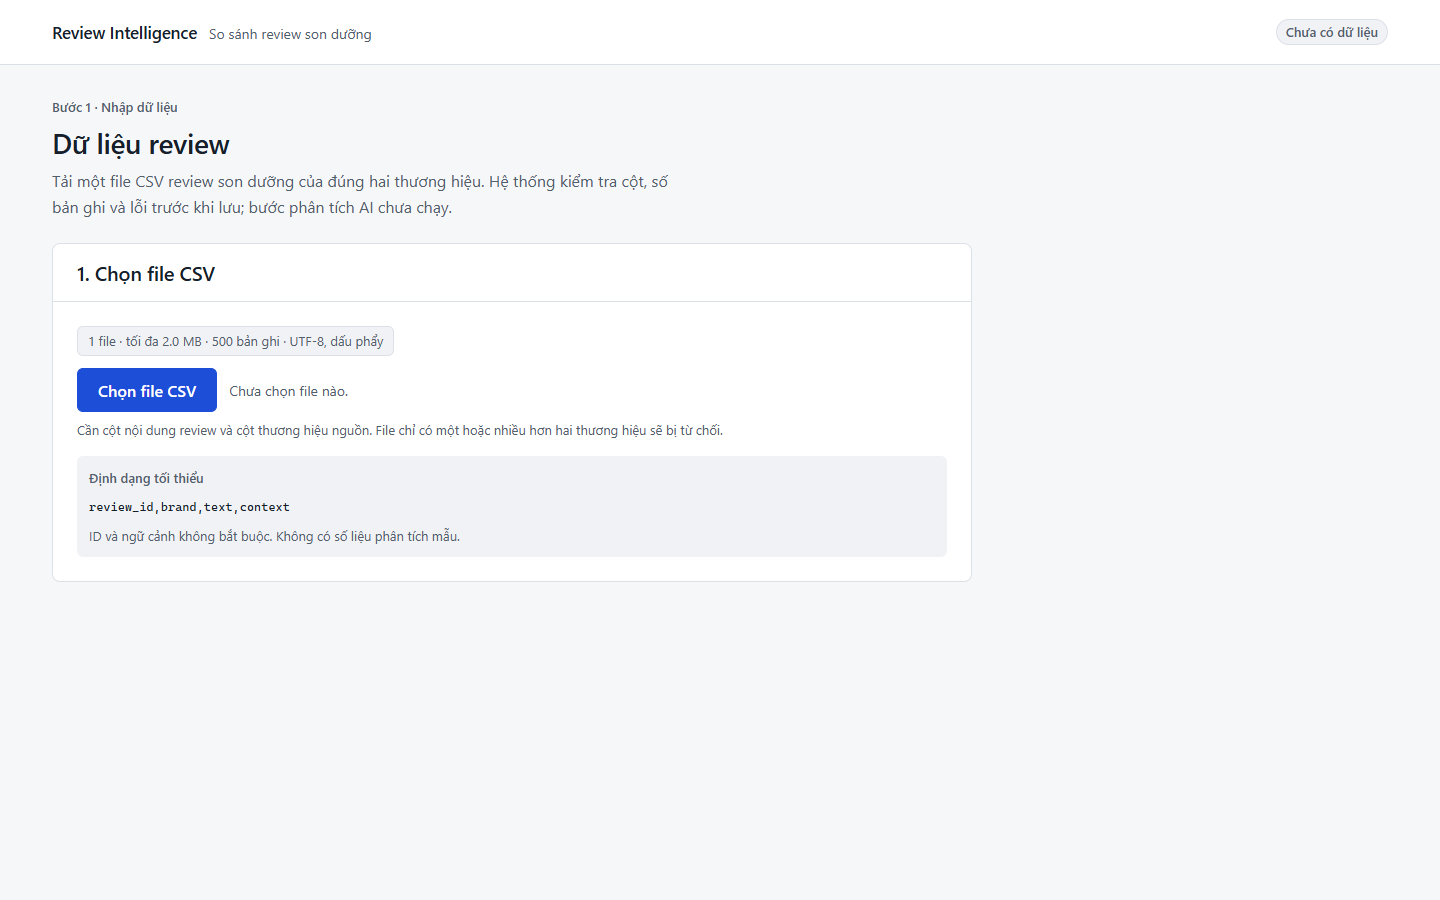 Review Intelligence So sánh review son dưỡng
Chưa có dữ liệu
Bước 1 · Nhập dữ liệu
Dữ liệu review
Tải một file CSV review son dưỡng của đúng hai thương hiệu. Hệ thống kiểm tra cột, số
bản ghi và lỗi trước khi lưu; bước phân tích AI chưa chạy.
1. Chọn file CSV
1 file · tối đa 2.0 MB · 500 bản ghi · UTF-8, dấu phẩy
Chọn file CSV Chưa chọn file nào.
Cần cột nội dung review và cột thương hiệu nguồn. File chỉ có một hoặc nhiều hơn hai thương hiệu sẽ bị từ chối.
Định dạng tối thiểu
review_id,brand,text,context
ID và ngữ cảnh không bắt buộc. Không có số liệu phân tích mẫu.